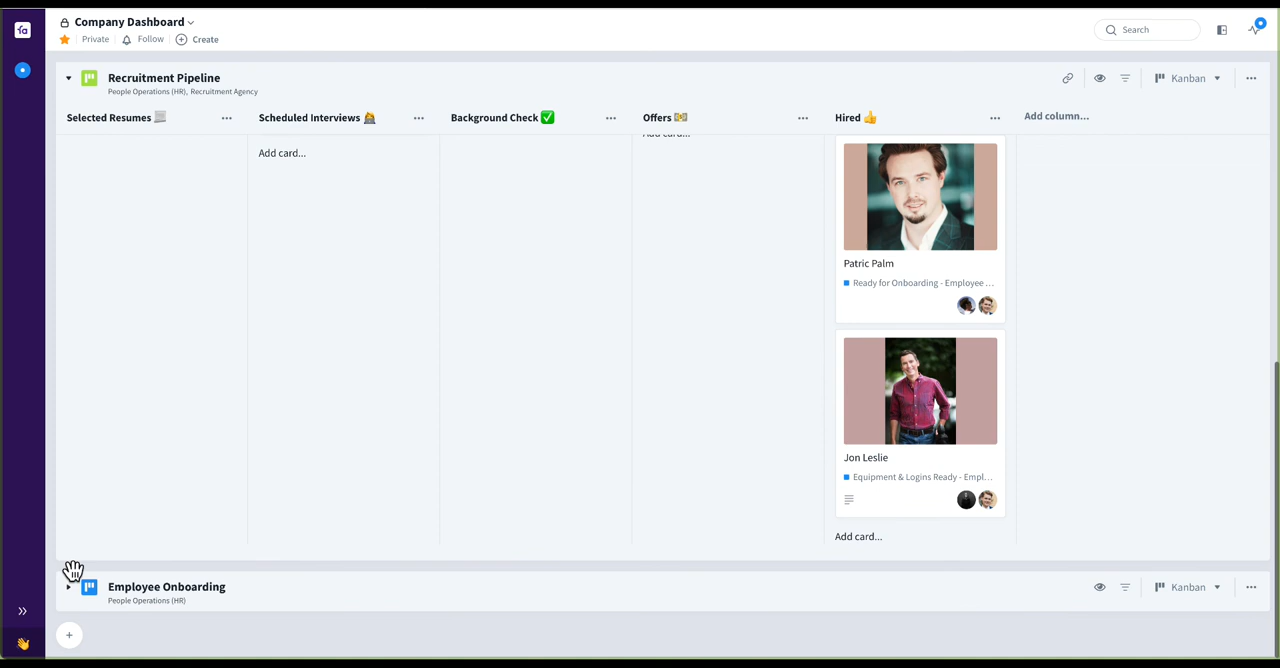 Company Dashboard
Private Follow Create
Search
Recruitment Pipeline
People Operations (HR), Recruitment Agency
Kanban
Selected Resumes
Scheduled Interviews
Background Check
Offers
Hired
Add column...
Add card...
Add card...
Patric Palm
Ready for Onboarding - Employee ...
Jon Leslie
Equipment & Logins Ready - Empl...
Add card...
Employee Onboarding
People Operations (HR)
Kanban